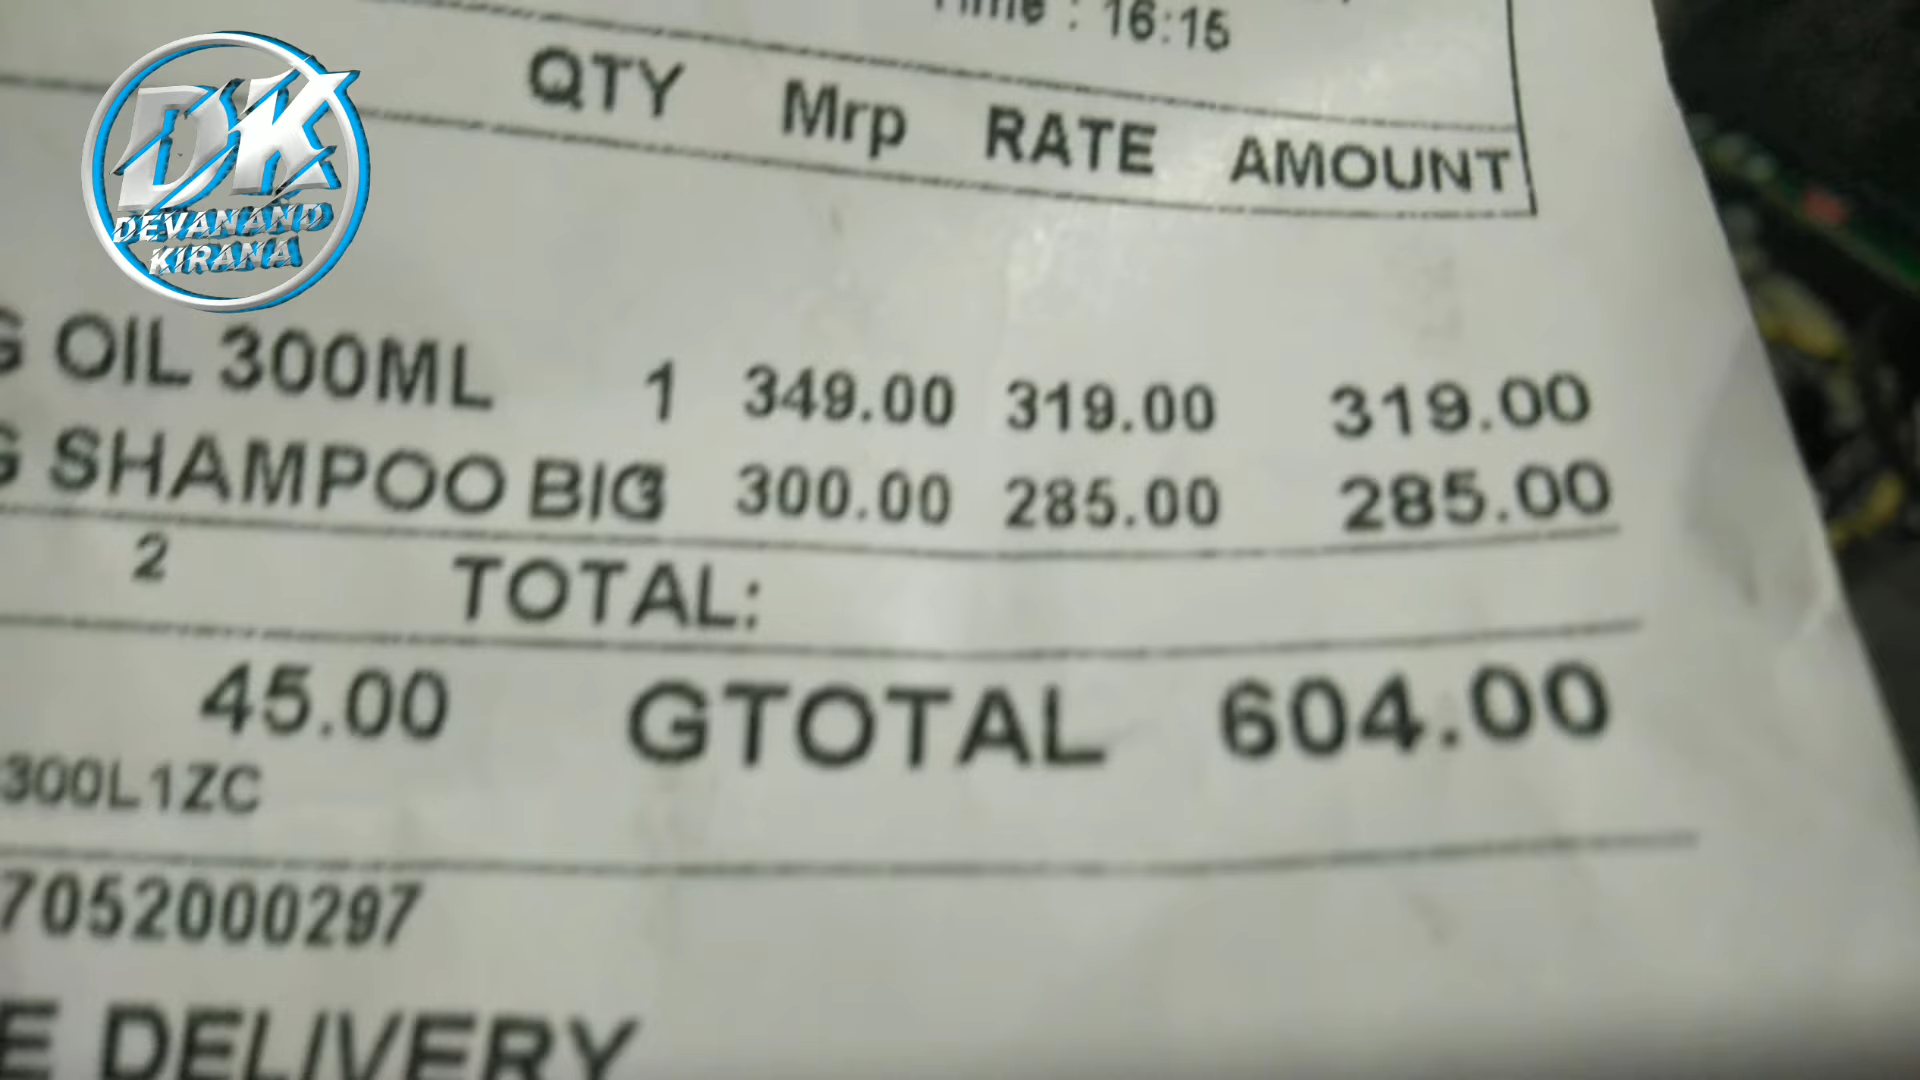 Time : 16:15
DK
DEVANAND
KIRANA
QTY Mrp RATE AMOUNT
G OIL 300ML 1 349.00 319.00 319.00
G SHAMPOO BIG 300.00 285.00 285.00
2 TOTAL:
45.00 GTOTAL 604.00
300L1ZC
7052000297
E DELIVERY